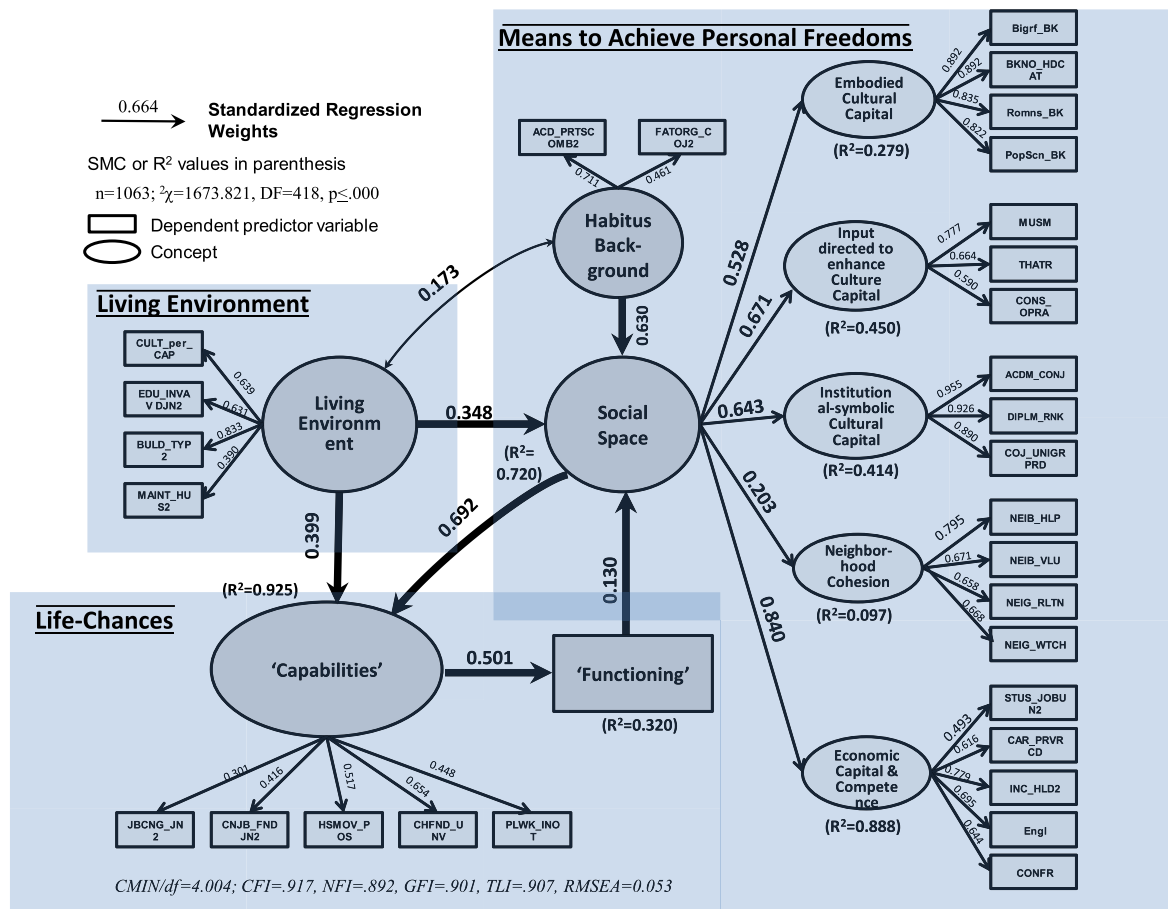 Means to Achieve Personal Freedoms
0.664
Standardized Regression
Weights
SMC or R² values in parenthesis
n=1063; ²χ=1673.821, DF=418, p≤.000
Dependent predictor variable
Concept
ACD_PRTSC
OMB2
FATORG_C
OJ2
0.711
0.461
Habitus
Back-
ground
0.173
0.630
Living Environment
CULT_per_
CAP
EDU_INVA
V DJN2
BULD_TYP
2
MAINT_HU
S2
0.639
0.631
0.833
0.390
Living
Environm
ent
0.348
Social
Space
(R²=
0.720)
0.399
0.692
0.130
(R²=0.925)
Life-Chances
'Capabilities'
0.501
'Functioning'
(R²=0.320)
0.301
0.416
0.517
0.654
0.448
JBCNG_JN
2
CNJB_FND
JN2
HSMOV_P
OS
CHFND_U
NV
PLWK_INO
T
0.528
0.671
0.643
0.203
0.840
Embodied
Cultural
Capital
(R²=0.279)
0.892
0.892
0.835
0.822
Bigrf_BK
BKNO_HDC
AT
Romns_BK
PopScn_BK
Input
directed to
enhance
Culture
Capital
(R²=0.450)
0.777
0.664
0.590
MUSM
THATR
CONS_
OPRA
Institution
al-symbolic
Cultural
Capital
(R²=0.414)
0.955
0.926
0.890
ACDM_CONJ
DIPLM_RNK
COJ_UNIGR
PRD
Neighbor-
hood
Cohesion
(R²=0.097)
0.795
0.671
0.658
0.668
NEIB_HLP
NEIB_VLU
NEIG_RLTN
NEIG_WTCH
Economic
Capital &
Compete
nce
(R²=0.888)
0.493
0.616
0.779
0.695
0.644
STUS_JOBU
N2
CAR_PRVR
CD
INC_HLD2
Engl
CONFR
CMIN/df=4.004; CFI=.917, NFI=.892, GFI=.901, TLI=.907, RMSEA=0.053